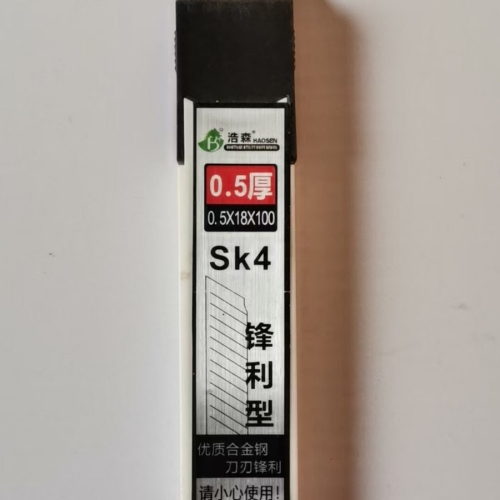 浩森® HAOSEN
0.5厚
0.5X18X100
Sk4
锋利型
优质合金钢
刀刃锋利
请小心使用!